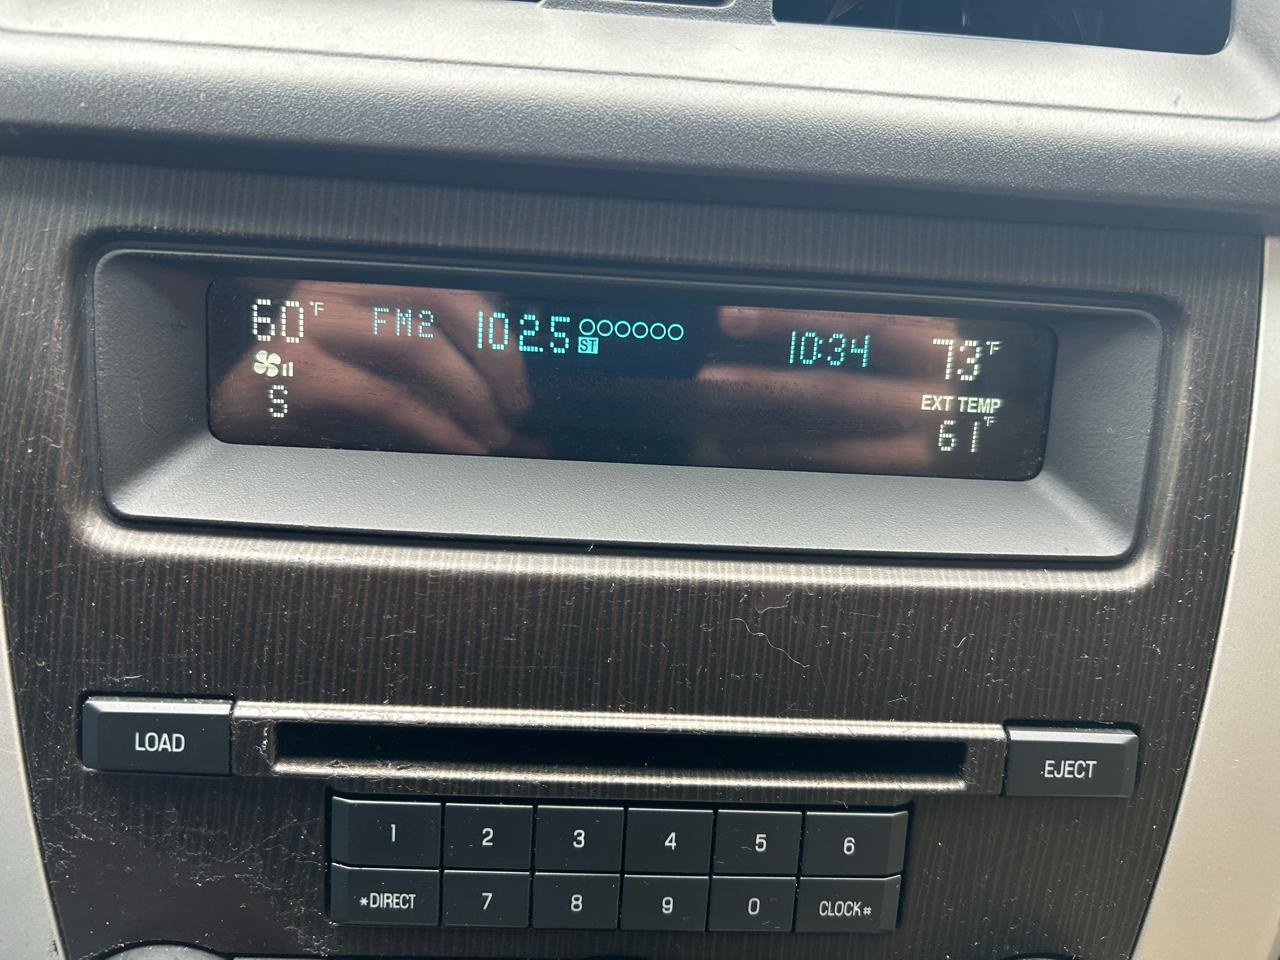 60°F FM2 102.5 ST 10:34 73°F
S
EXT TEMP
61°F
LOAD
EJECT
1 2 3 4 5 6
*DIRECT 7 8 9 0 CLOCK#